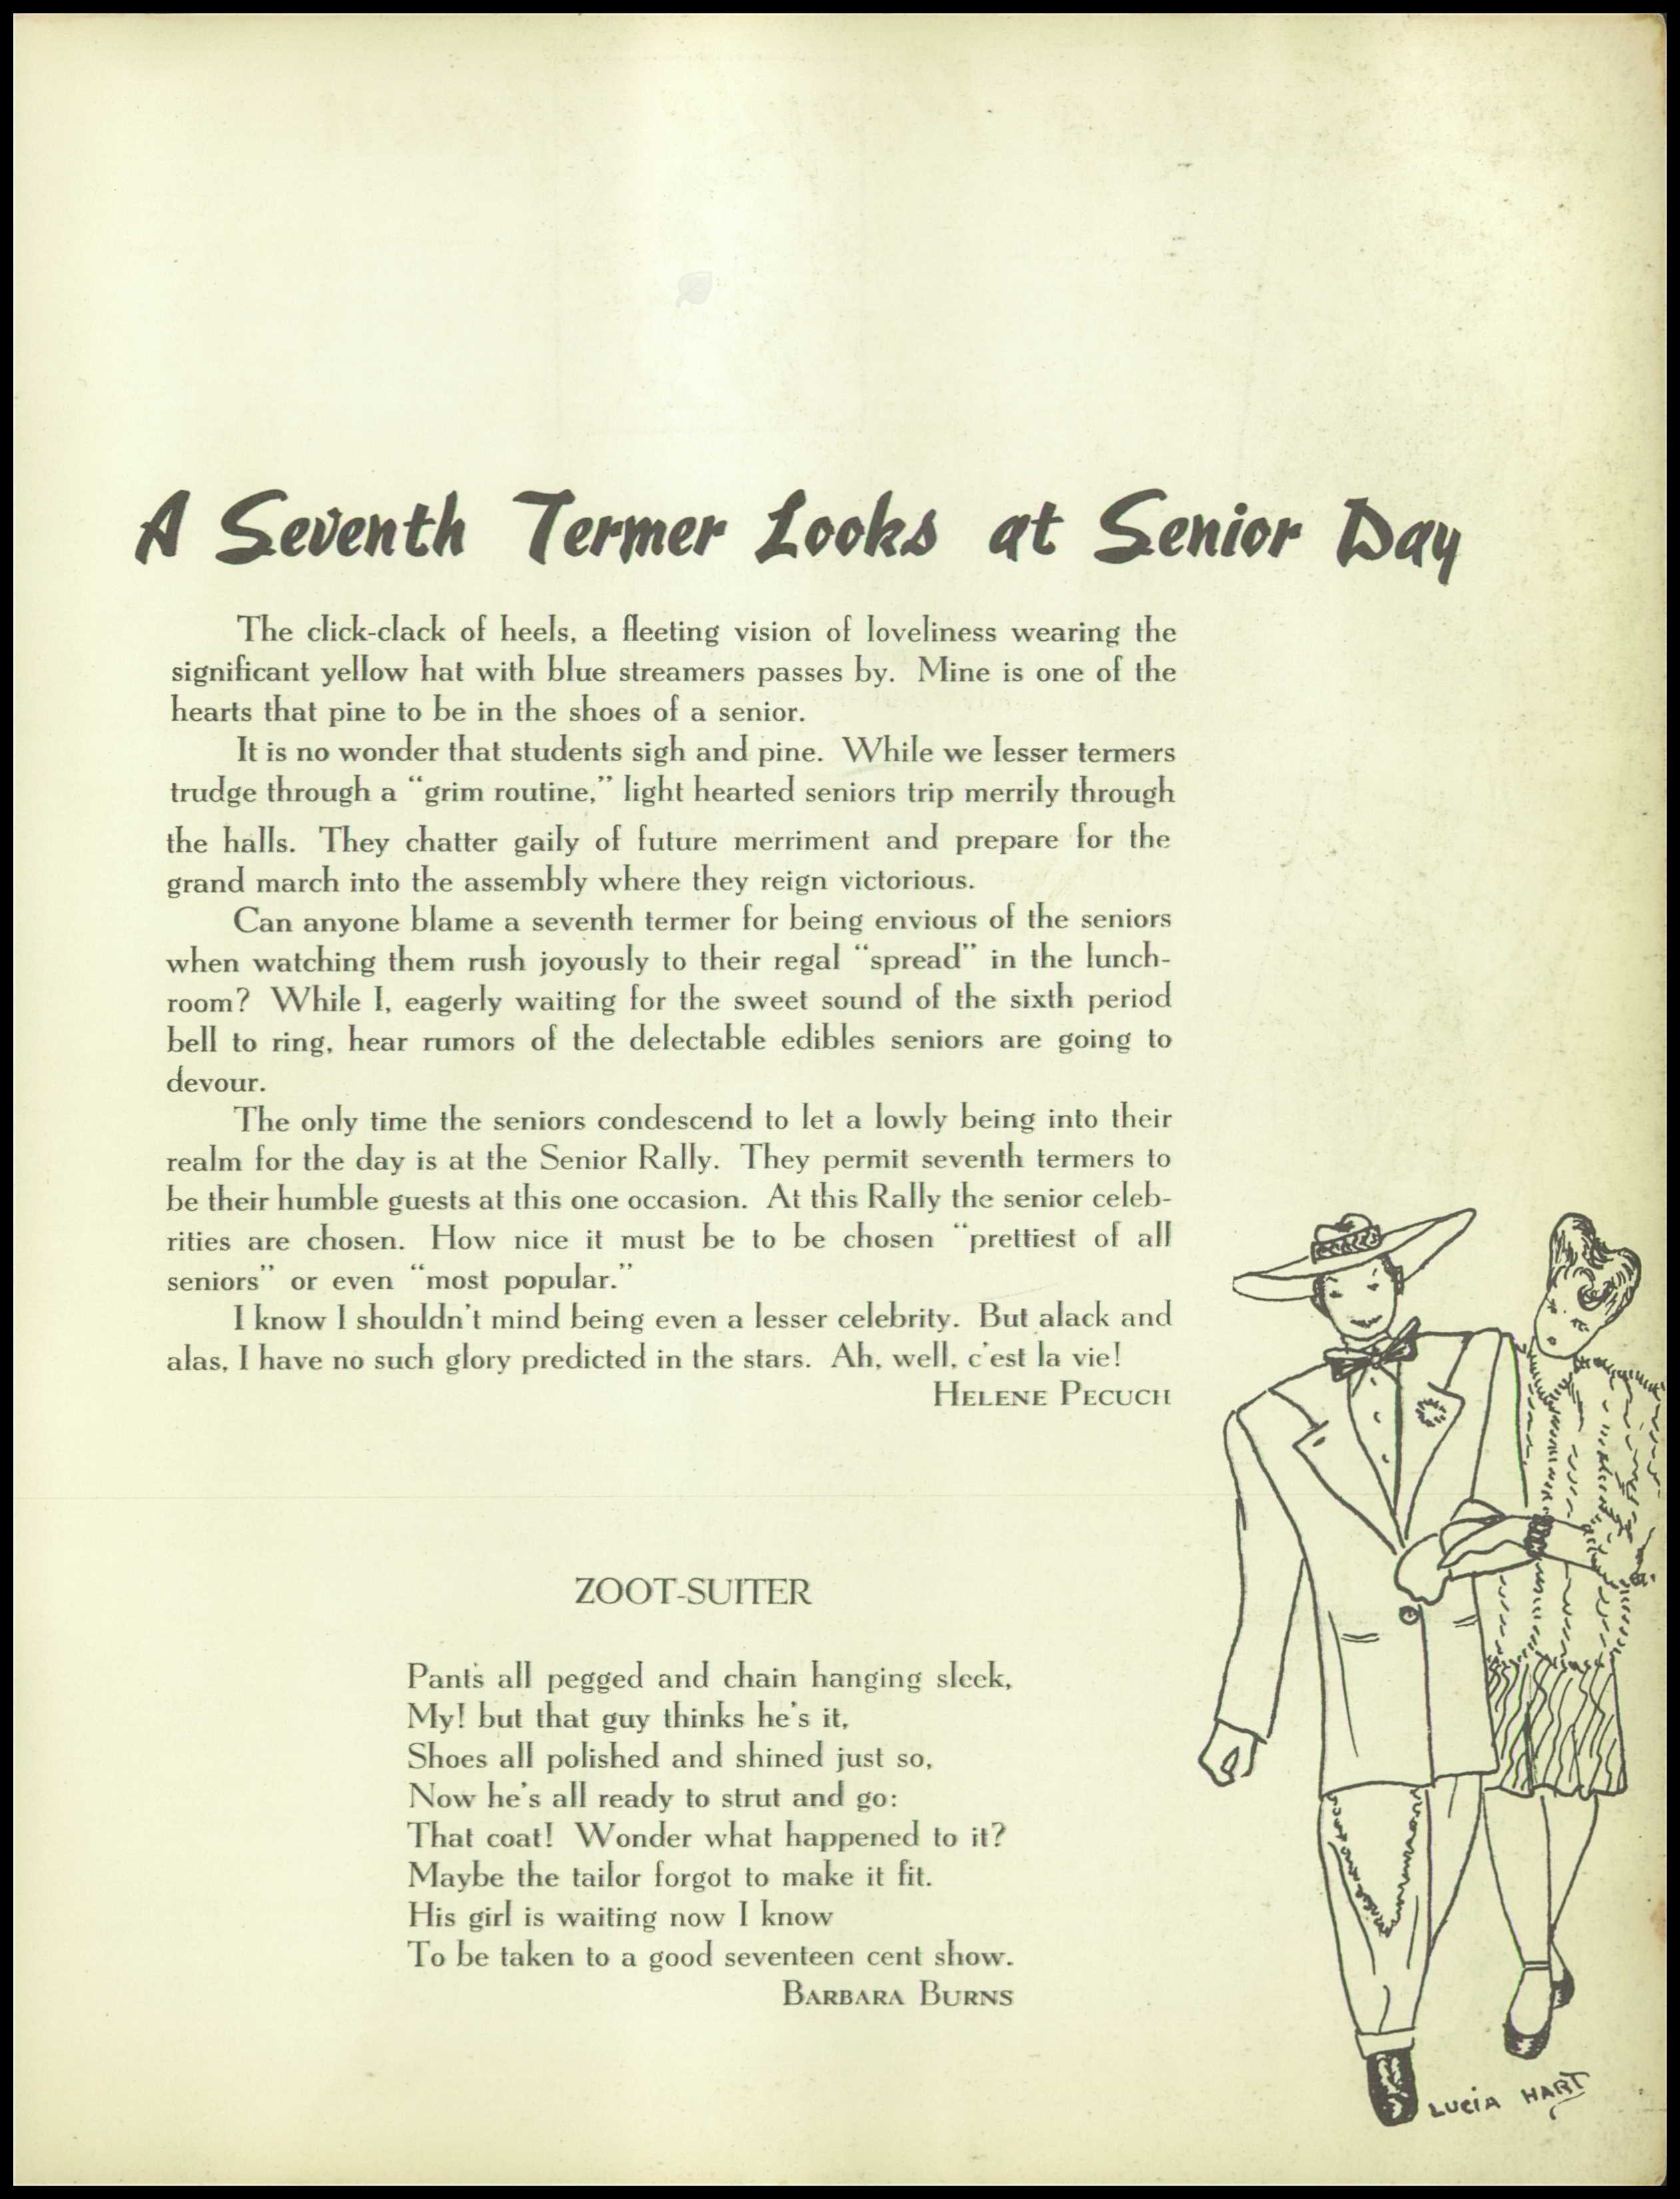 A Seventh Termer Looks at Senior Day
The click-clack of heels, a fleeting vision of loveliness wearing the
significant yellow hat with blue streamers passes by. Mine is one of the
hearts that pine to be in the shoes of a senior.
It is no wonder that students sigh and pine. While we lesser termers
trudge through a "grim routine," light hearted seniors trip merrily through
the halls. They chatter gaily of future merriment and prepare for the
grand march into the assembly where they reign victorious.
Can anyone blame a seventh termer for being envious of the seniors
when watching them rush joyously to their regal "spread" in the lunch-
room? While I, eagerly waiting for the sweet sound of the sixth period
bell to ring, hear rumors of the delectable edibles seniors are going to
devour.
The only time the seniors condescend to let a lowly being into their
realm for the day is at the Senior Rally. They permit seventh termers to
be their humble guests at this one occasion. At this Rally the senior celeb-
rities are chosen. How nice it must be to be chosen "prettiest of all
seniors" or even "most popular."
I know I shouldn't mind being even a lesser celebrity. But alack and
alas, I have no such glory predicted in the stars. Ah, well, c'est la vie!
HELENE PECUCH
ZOOT-SUITER
Pants all pegged and chain hanging sleek,
My! but that guy thinks he's it,
Shoes all polished and shined just so,
Now he's all ready to strut and go:
That coat! Wonder what happened to it?
Maybe the tailor forgot to make it fit.
His girl is waiting now I know
To be taken to a good seventeen cent show.
BARBARA BURNS
LUCIA HART